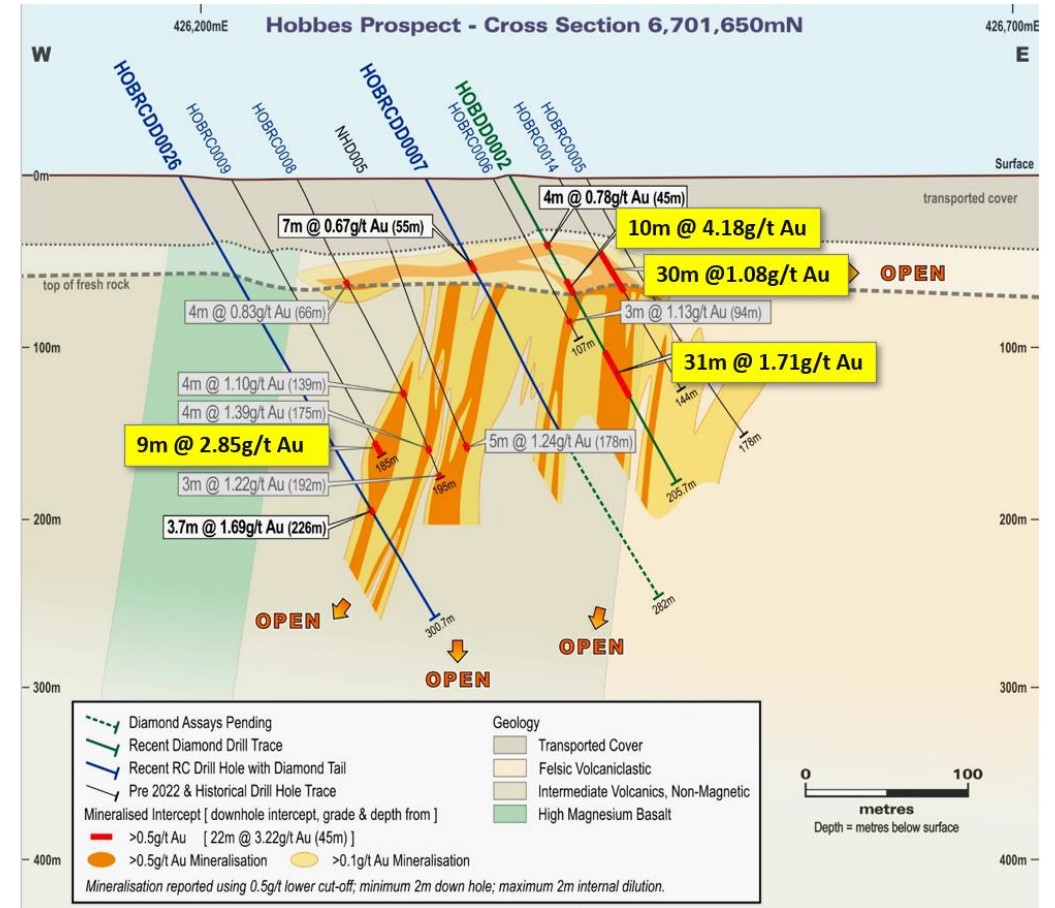 426,200mE
Hobbes Prospect - Cross Section 6,701,650mN
426,700mE
W
E
HOBRCDD0026
HOBRC0009
HOBRC0008
NHD005
HOBRCDD0007
HOBRC0006
HOBDD0002
HOBRC0014
HOBRC0005
0m
Surface
transported cover
4m @ 0.78g/t Au (45m)
7m @ 0.67g/t Au (55m)
10m @ 4.18g/t Au
30m @1.08g/t Au
OPEN
top of fresh rock
4m @ 0.83g/t Au (66m)
3m @ 1.13g/t Au (94m)
107m
100m
100m
31m @ 1.71g/t Au
4m @ 1.10g/t Au (139m)
144m
4m @ 1.39g/t Au (175m)
9m @ 2.85g/t Au
5m @ 1.24g/t Au (178m)
178m
185m
3m @ 1.22g/t Au (192m)
195m
205.7m
200m
200m
3.7m @ 1.69g/t Au (226m)
282m
300.7m
OPEN
OPEN
OPEN
300m
300m
Diamond Assays Pending
Recent Diamond Drill Trace
Recent RC Drill Hole with Diamond Tail
Pre 2022 & Historical Drill Hole Trace
Mineralised Intercept [ downhole intercept, grade & depth from ]
>0.5g/t Au [ 22m @ 3.22g/t Au (45m) ]
>0.5g/t Au Mineralisation
>0.1g/t Au Mineralisation
Mineralisation reported using 0.5g/t lower cut-off; minimum 2m down hole; maximum 2m internal dilution.
Geology
Transported Cover
Felsic Volcaniclastic
Intermediate Volcanics, Non-Magnetic
High Magnesium Basalt
0
100
metres
Depth = metres below surface
400m
400m